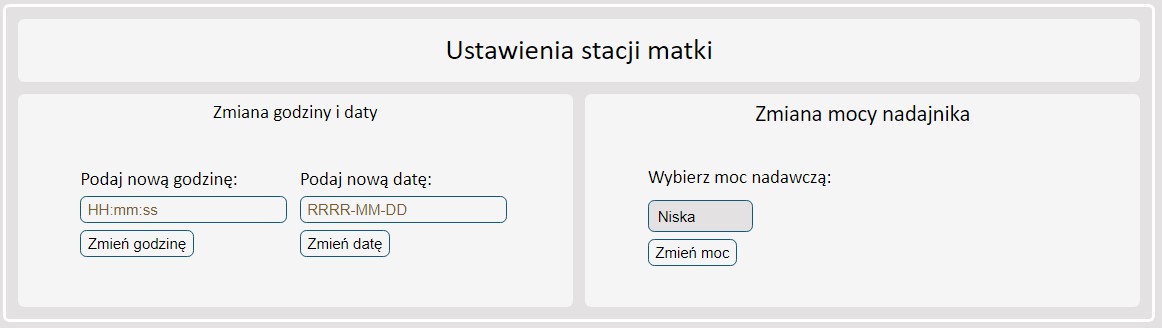 Ustawienia stacji matki
Zmiana godziny i daty
Podaj nową godzinę:
HH:mm:ss
Zmień godzinę
Podaj nową datę:
RRRR-MM-DD
Zmień datę
Zmiana mocy nadajnika
Wybierz moc nadawczą:
Niska
Zmień moc